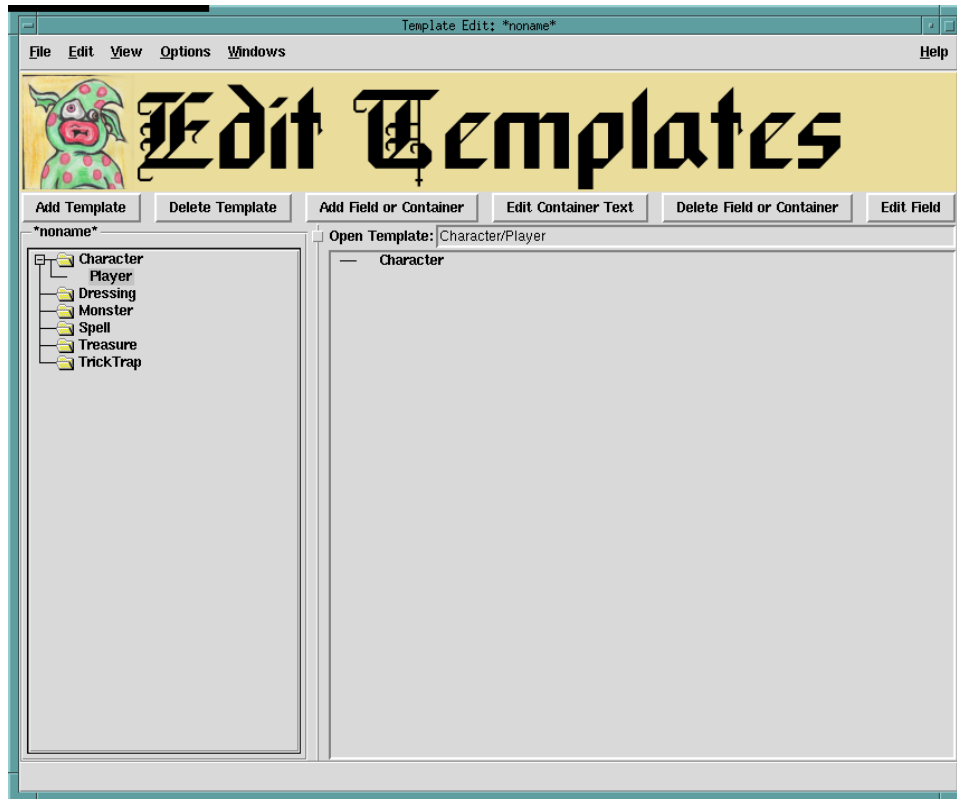 Template Edit: *noname*
File Edit View Options Windows Help
Edit Templates
Add Template Delete Template Add Field or Container Edit Container Text Delete Field or Container Edit Field
*noname*
Open Template: Character/Player
Character
Player
Dressing
Monster
Spell
Treasure
TrickTrap
Character